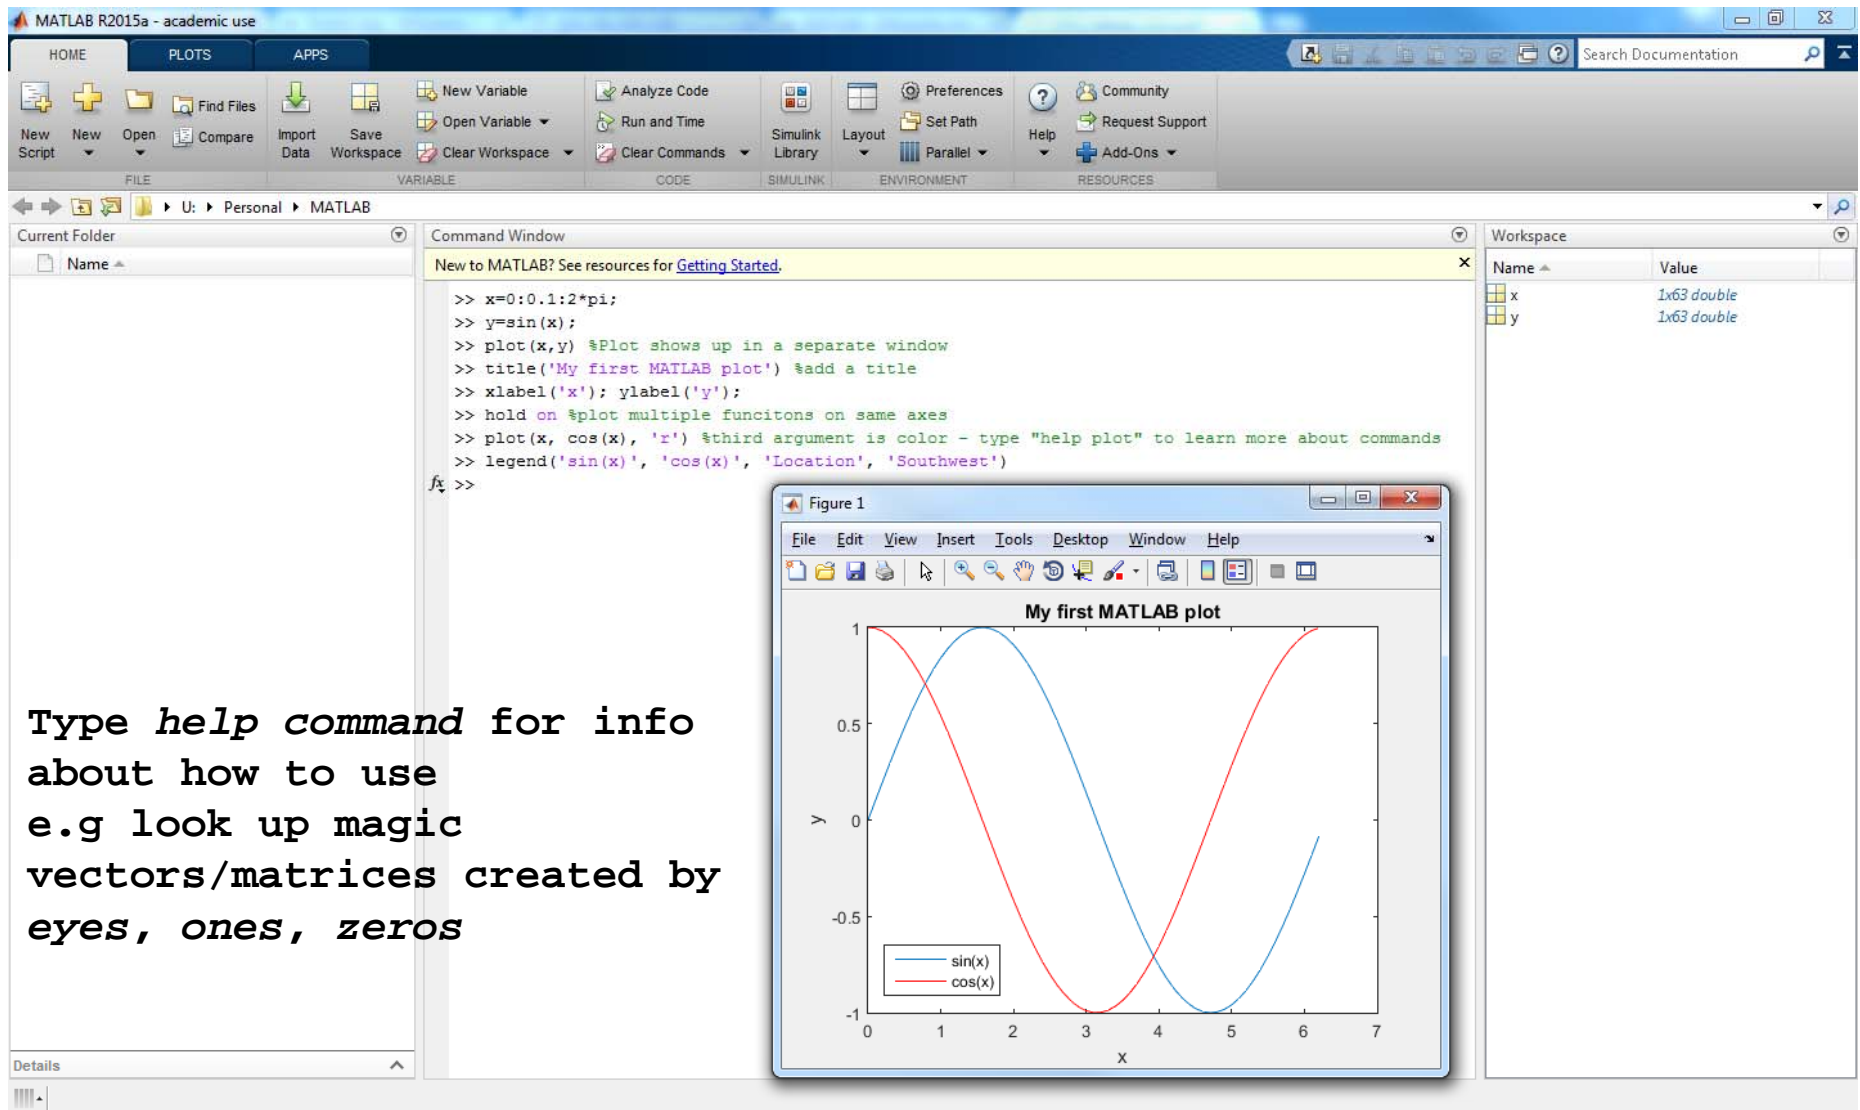 MATLAB R2015a - academic use
HOME PLOTS APPS
Search Documentation
New Script
New
Open
Find Files
Compare
FILE
Import Data
Save Workspace
New Variable
Open Variable
Clear Workspace
VARIABLE
Analyze Code
Run and Time
Clear Commands
CODE
Simulink Library
SIMULINK
Layout
Preferences
Set Path
Parallel
ENVIRONMENT
Help
Community
Request Support
Add-Ons
RESOURCES
U: Personal MATLAB
Current Folder
Name
Details
Command Window
New to MATLAB? See resources for Getting Started.
>> x=0:0.1:2*pi;
>> y=sin(x);
>> plot(x,y) %Plot shows up in a separate window
>> title('My first MATLAB plot') %add a title
>> xlabel('x'); ylabel('y');
>> hold on %plot multiple funcitons on same axes
>> plot(x, cos(x), 'r') %third argument is color - type "help plot" to learn more about commands
>> legend('sin(x)', 'cos(x)', 'Location', 'Southwest')
fx >>
Workspace
Name Value
x 1x63 double
y 1x63 double
Type help command for info
about how to use
e.g look up magic
vectors/matrices created by
eyes, ones, zeros
Figure 1
File Edit View Insert Tools Desktop Window Help
My first MATLAB plot
1
0.5
0
-0.5
-1
y
sin(x)
cos(x)
0 1 2 3 4 5 6 7
x